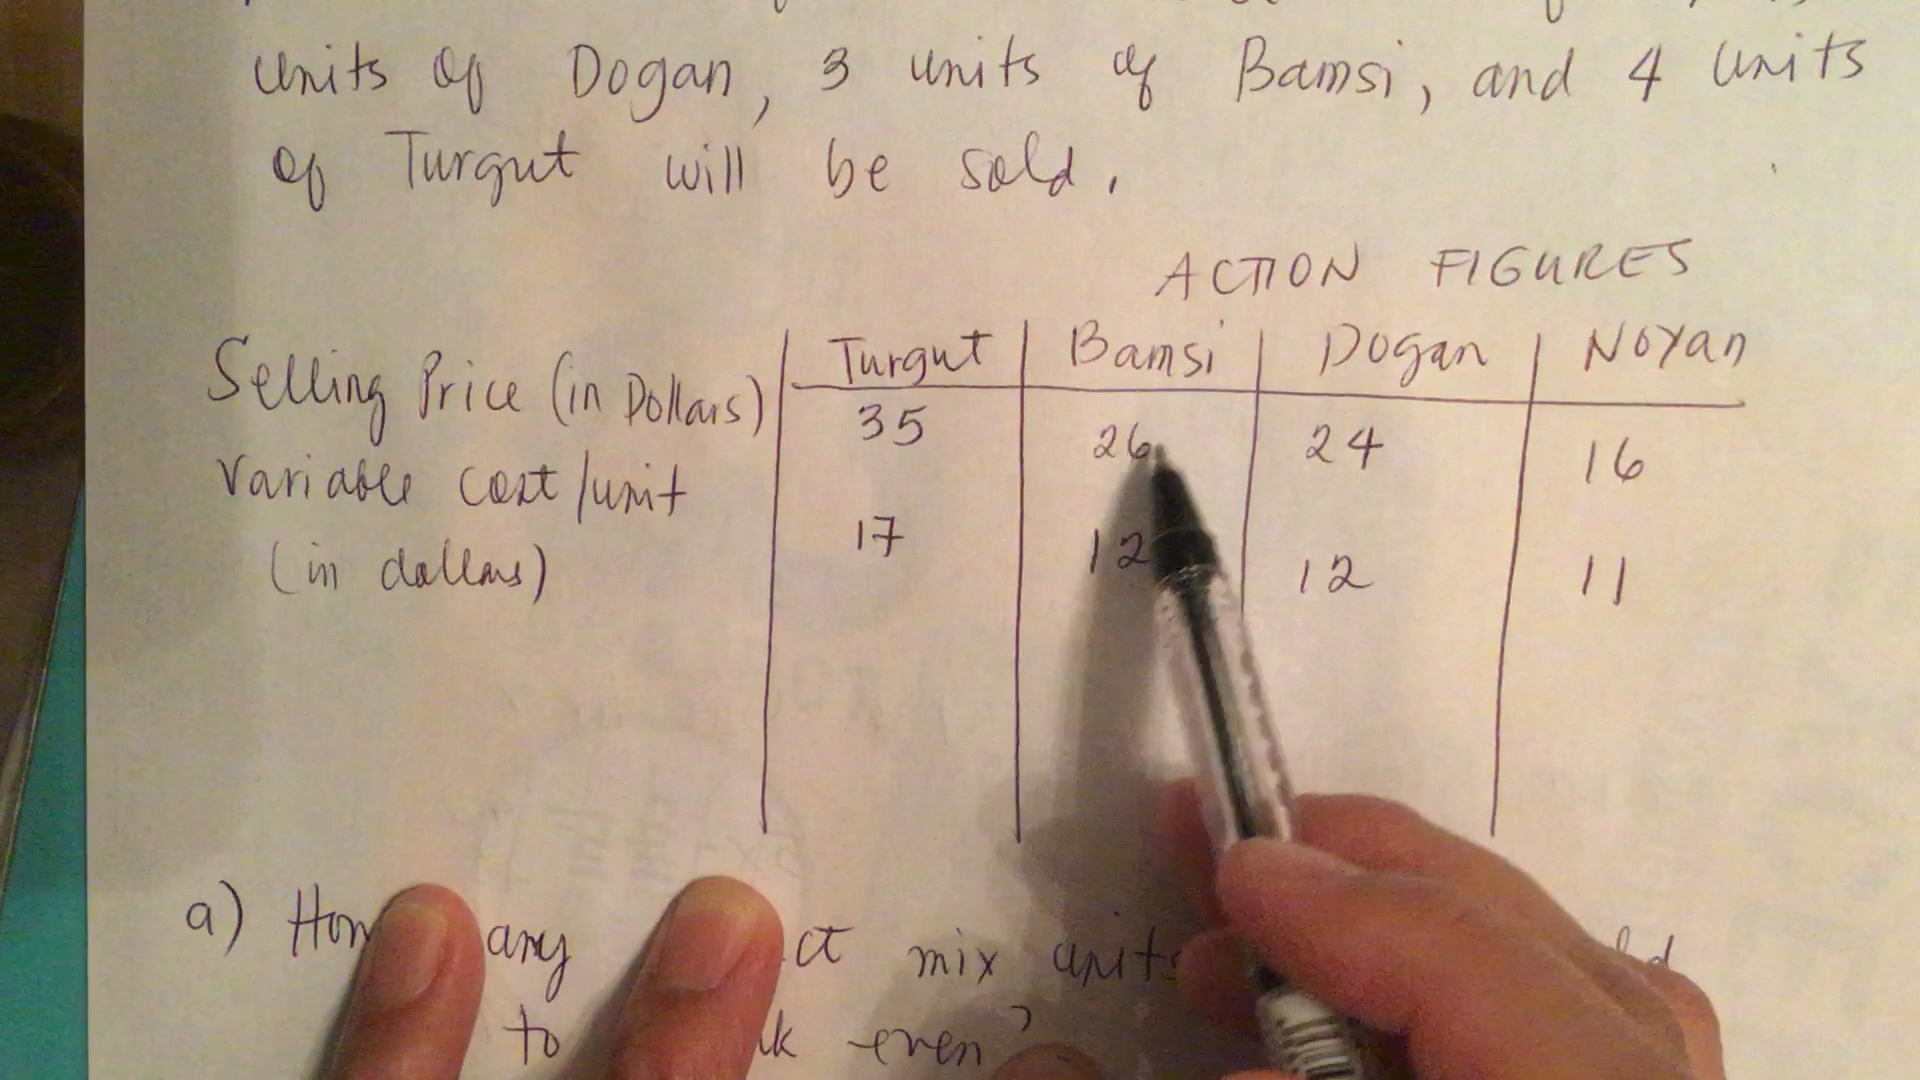 units of Dogan, 3 units of Bamsi, and 4 units
of Turgut will be sold.
ACTION FIGURES
Turgut Bamsi Dogan Noyan
Selling Price (in Dollars) 35 26 24 16
Variable cost/unit
(in dollars) 17 12 12 11
a) How any ct mix units
to k even?